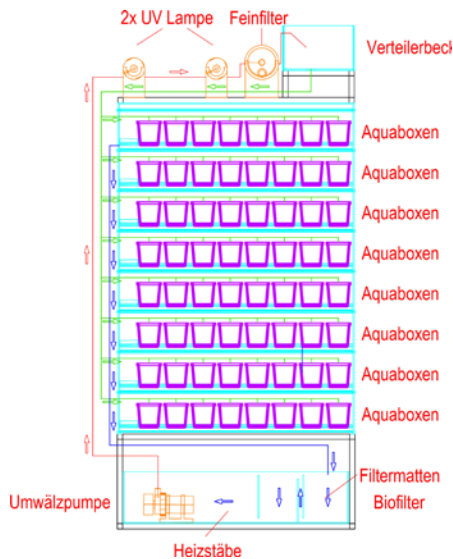 2x UV Lampe
Feinfilter
Verteilerbeck
Aquaboxen
Aquaboxen
Aquaboxen
Aquaboxen
Aquaboxen
Aquaboxen
Aquaboxen
Aquaboxen
Filtermatten
Umwälzpumpe
Biofilter
Heizstäbe